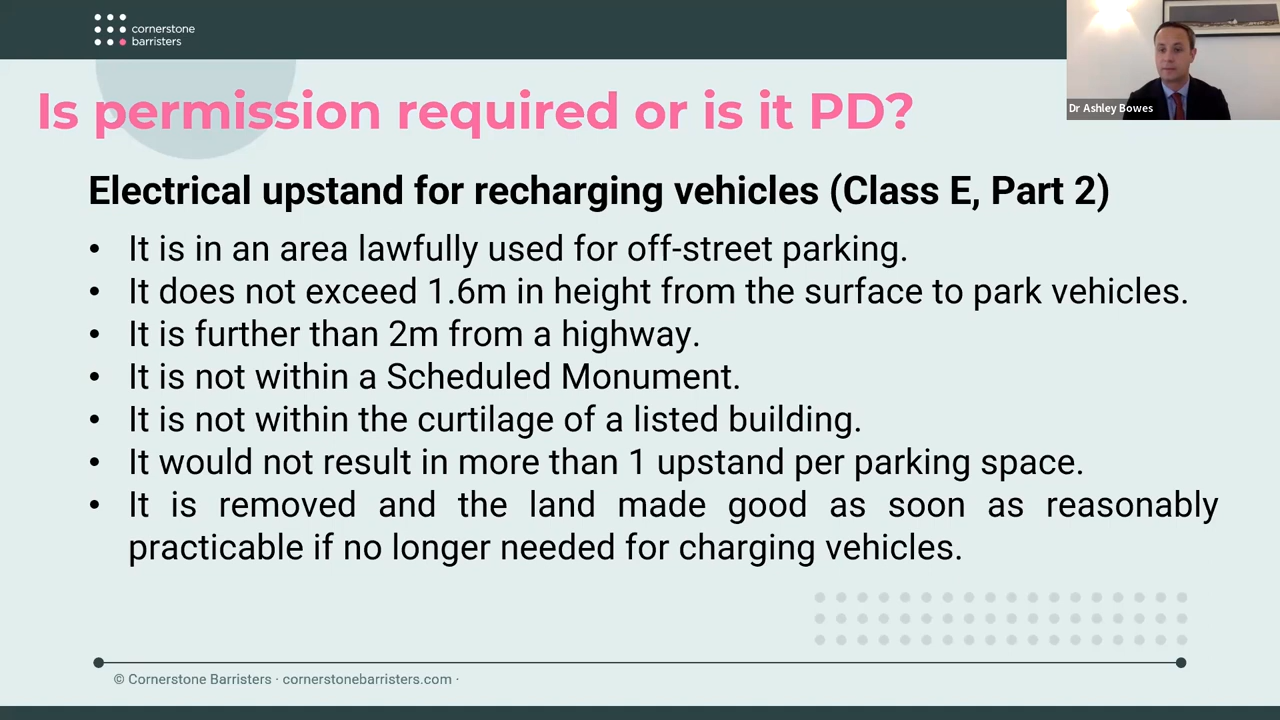 cornerstone
barristers
Dr Ashley Bowes
Is permission required or is it PD?
Electrical upstand for recharging vehicles (Class E, Part 2)
• It is in an area lawfully used for off-street parking.
• It does not exceed 1.6m in height from the surface to park vehicles.
• It is further than 2m from a highway.
• It is not within a Scheduled Monument.
• It is not within the curtilage of a listed building.
• It would not result in more than 1 upstand per parking space.
• It is removed and the land made good as soon as reasonably
practicable if no longer needed for charging vehicles.
© Cornerstone Barristers · cornerstonebarristers.com ·